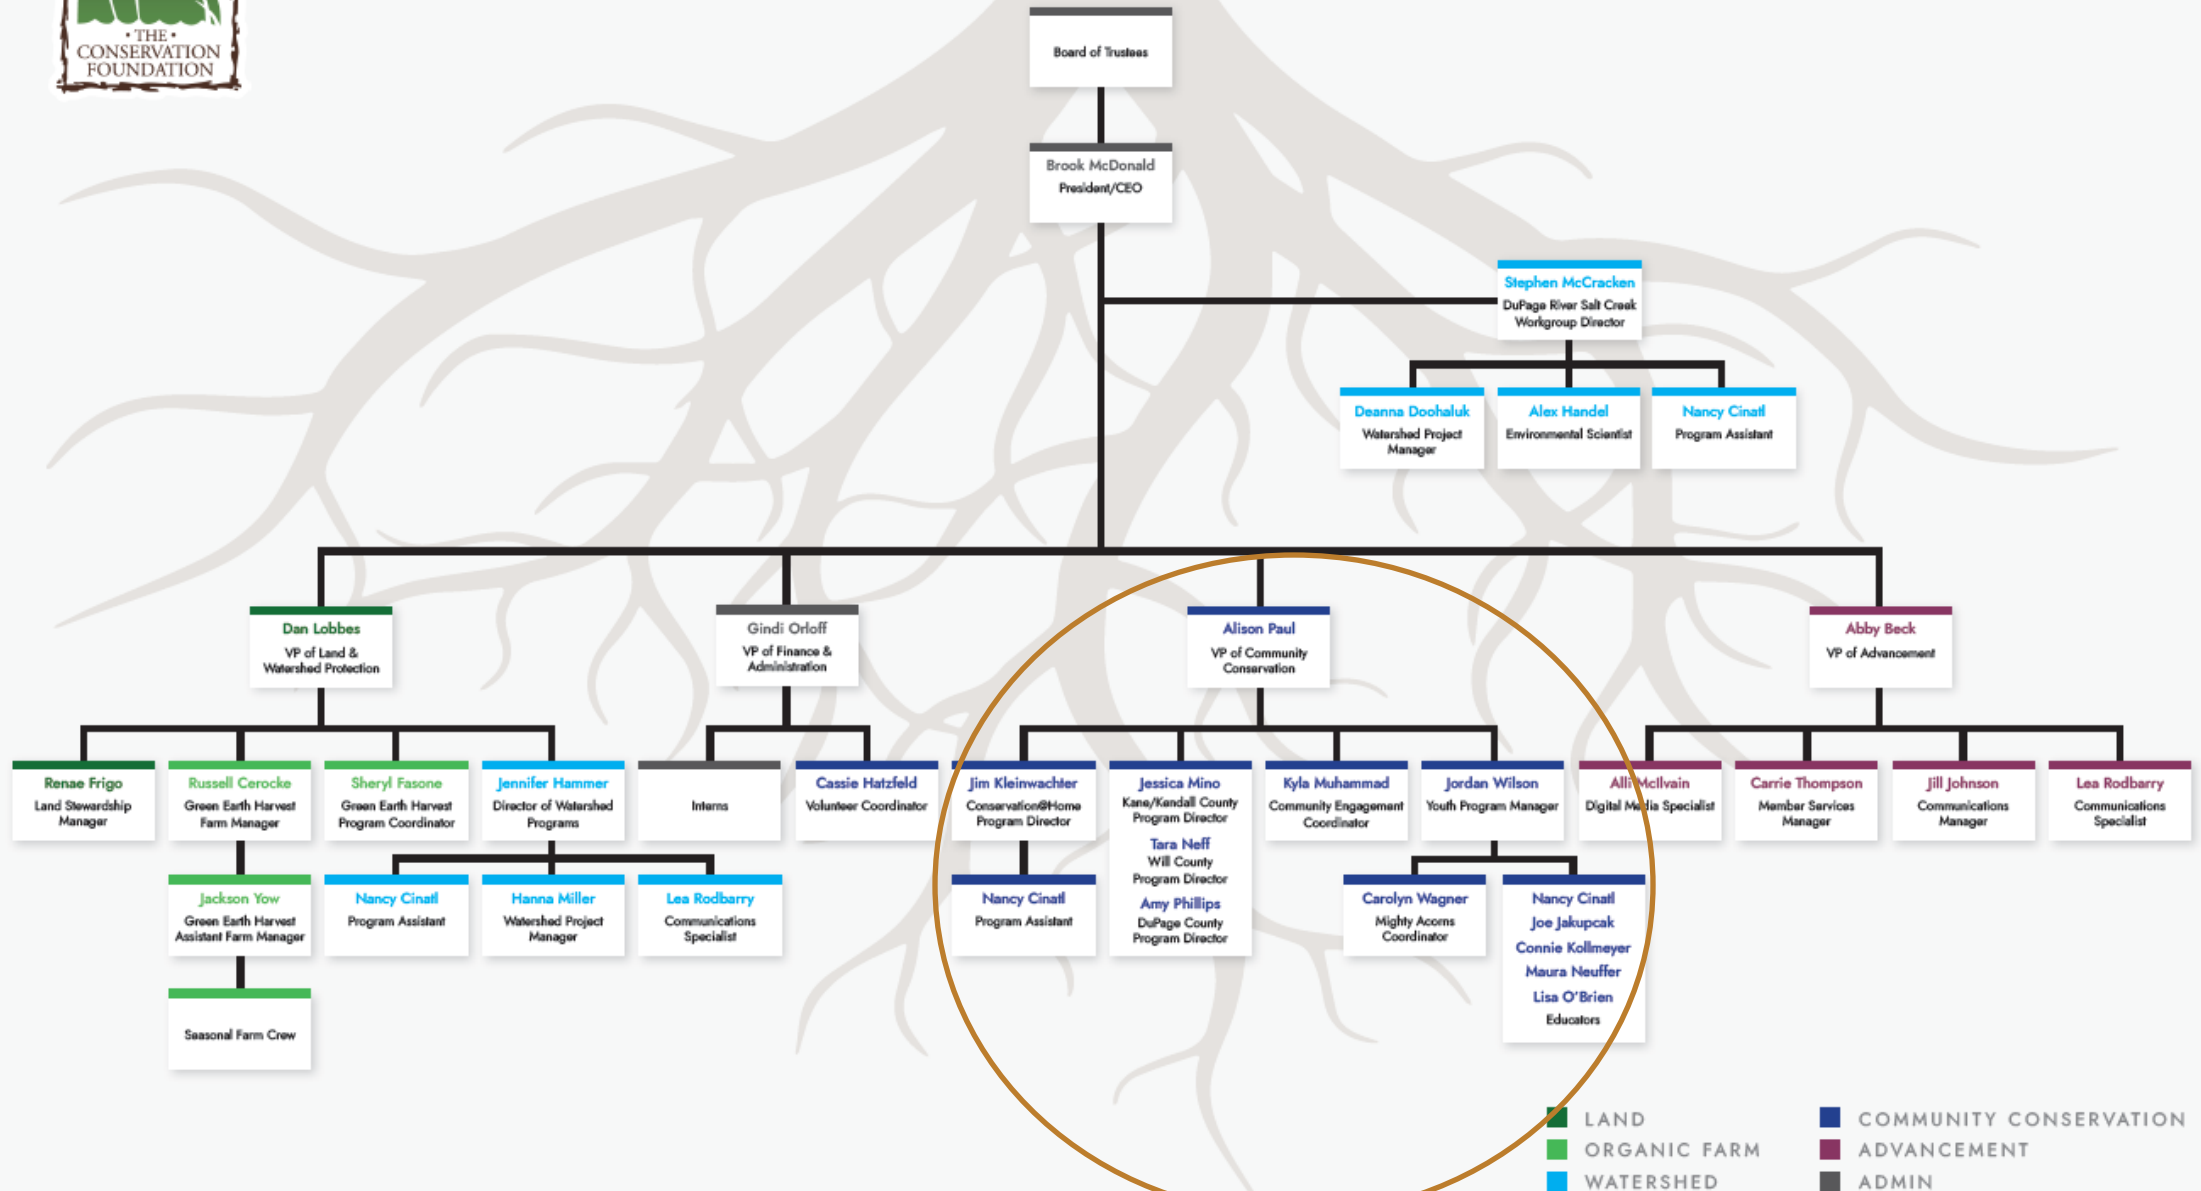 • THE •
CONSERVATION
FOUNDATION
Board of Trustees
Brook McDonald
President/CEO
Stephen McCracken
DuPage River Salt Creek
Workgroup Director
Deanna Doohaluk
Watershed Project
Manager
Alex Handel
Environmental Scientist
Nancy Cinatl
Program Assistant
Dan Lobbes
VP of Land &
Watershed Protection
Gindi Orloff
VP of Finance &
Administration
Alison Paul
VP of Community
Conservation
Abby Beck
VP of Advancement
Renae Frigo
Land Stewardship
Manager
Russell Cerocke
Green Earth Harvest
Farm Manager
Sheryl Fasone
Green Earth Harvest
Program Coordinator
Jennifer Hammer
Director of Watershed
Programs
Interns
Cassie Hatzfeld
Volunteer Coordinator
Jim Kleinwachter
Conservation@Home
Program Director
Jessica Mino
Kane/Kendall County
Program Director
Tara Neff
Will County
Program Director
Amy Phillips
DuPage County
Program Director
Kyla Muhammad
Community Engagement
Coordinator
Jordan Wilson
Youth Program Manager
Alli McIlvain
Digital Media Specialist
Carrie Thompson
Member Services
Manager
Jill Johnson
Communications
Manager
Lea Rodbarry
Communications
Specialist
Jackson Yow
Green Earth Harvest
Assistant Farm Manager
Nancy Cinatl
Program Assistant
Hanna Miller
Watershed Project
Manager
Lea Rodbarry
Communications
Specialist
Nancy Cinatl
Program Assistant
Carolyn Wagner
Mighty Acorns
Coordinator
Nancy Cinatl
Joe Jakupcak
Connie Kollmeyer
Maura Neuffer
Lisa O'Brien
Educators
Seasonal Farm Crew
LAND
ORGANIC FARM
WATERSHED
COMMUNITY CONSERVATION
ADVANCEMENT
ADMIN